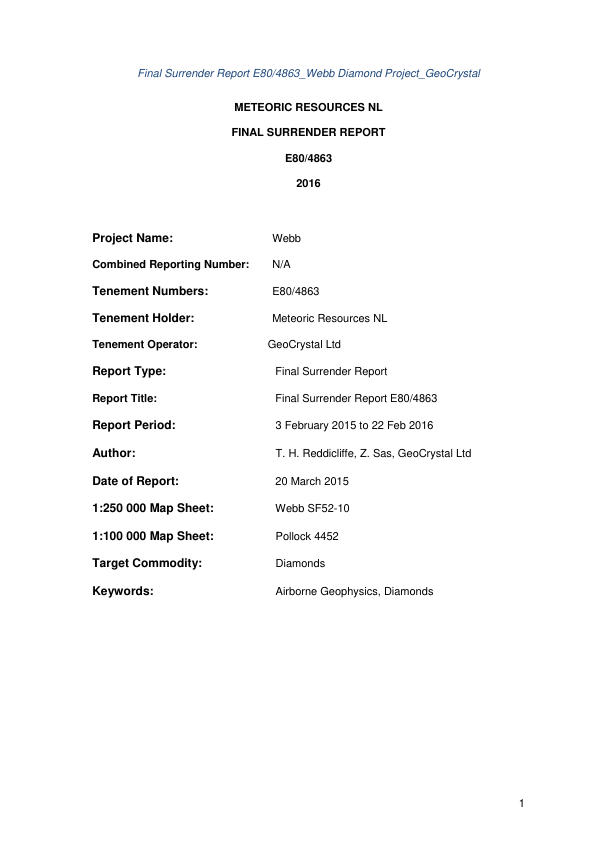 Final Surrender Report E80/4863_Webb Diamond Project_GeoCrystal
METEORIC RESOURCES NL
FINAL SURRENDER REPORT
E80/4863
2016
Project Name: Webb
Combined Reporting Number: N/A
Tenement Numbers: E80/4863
Tenement Holder: Meteoric Resources NL
Tenement Operator: GeoCrystal Ltd
Report Type: Final Surrender Report
Report Title: Final Surrender Report E80/4863
Report Period: 3 February 2015 to 22 Feb 2016
Author: T. H. Reddicliffe, Z. Sas, GeoCrystal Ltd
Date of Report: 20 March 2015
1:250 000 Map Sheet: Webb SF52-10
1:100 000 Map Sheet: Pollock 4452
Target Commodity: Diamonds
Keywords: Airborne Geophysics, Diamonds
1